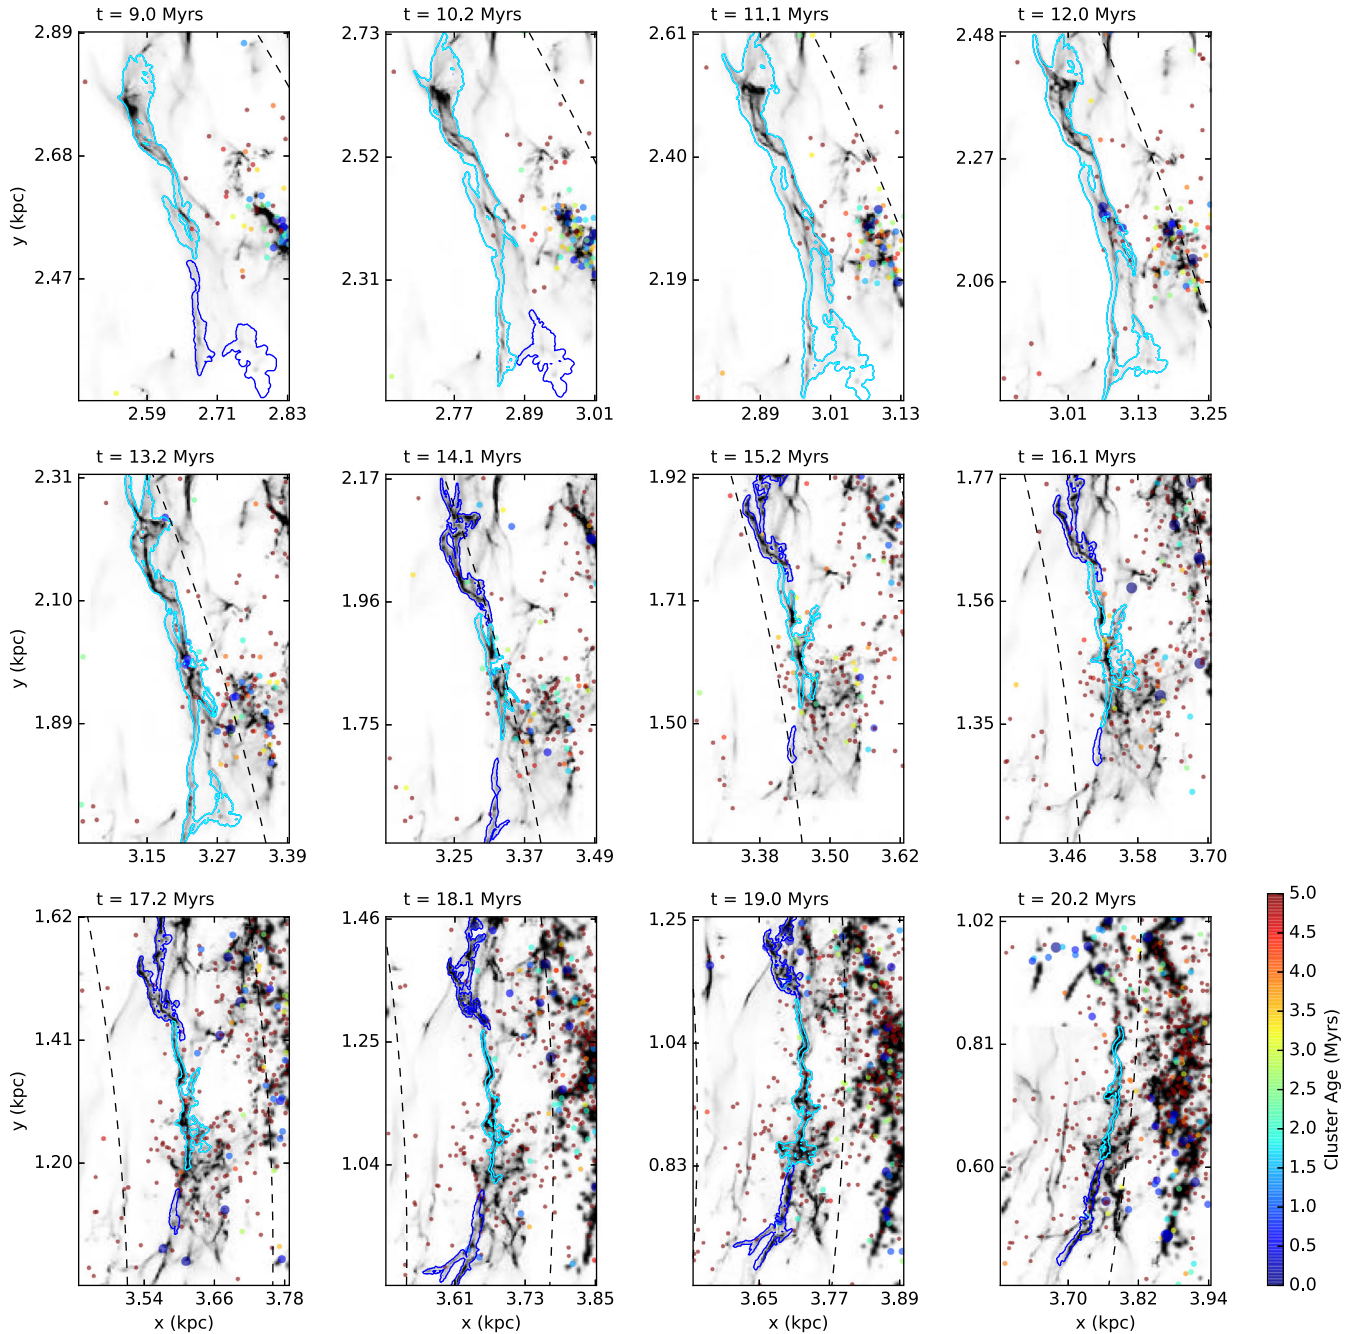 t = 9.0 Myrs
t = 10.2 Myrs
t = 11.1 Myrs
t = 12.0 Myrs
2.89
2.68
2.47
y (kpc)
2.59 2.71 2.83
2.73
2.52
2.31
2.77 2.89 3.01
2.61
2.40
2.19
2.89 3.01 3.13
2.48
2.27
2.06
3.01 3.13 3.25
t = 13.2 Myrs
t = 14.1 Myrs
t = 15.2 Myrs
t = 16.1 Myrs
2.31
2.10
1.89
y (kpc)
3.15 3.27 3.39
2.17
1.96
1.75
3.25 3.37 3.49
1.92
1.71
1.50
3.38 3.50 3.62
1.77
1.56
1.35
3.46 3.58 3.70
t = 17.2 Myrs
t = 18.1 Myrs
t = 19.0 Myrs
t = 20.2 Myrs
1.62
1.41
1.20
y (kpc)
3.54 3.66 3.78
x (kpc)
1.46
1.25
1.04
3.61 3.73 3.85
x (kpc)
1.25
1.04
0.83
3.65 3.77 3.89
x (kpc)
1.02
0.81
0.60
3.70 3.82 3.94
x (kpc)
5.0
4.5
4.0
3.5
3.0
2.5
2.0
1.5
1.0
0.5
0.0
Cluster Age (Myrs)